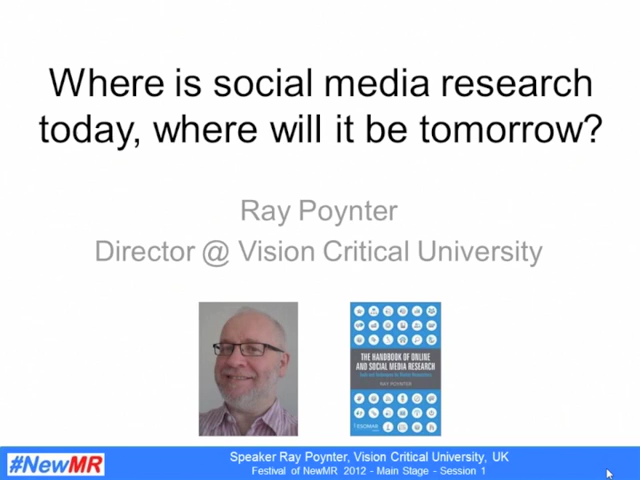 Where is social media research
today, where will it be tomorrow?
Ray Poynter
Director @ Vision Critical University
THE HANDBOOK OF ONLINE
AND SOCIAL MEDIA RESEARCH
RAY POYNTER
ESOMAR
#NewMR
Speaker Ray Poynter, Vision Critical University, UK
Festival of NewMR 2012 - Main Stage - Session 1